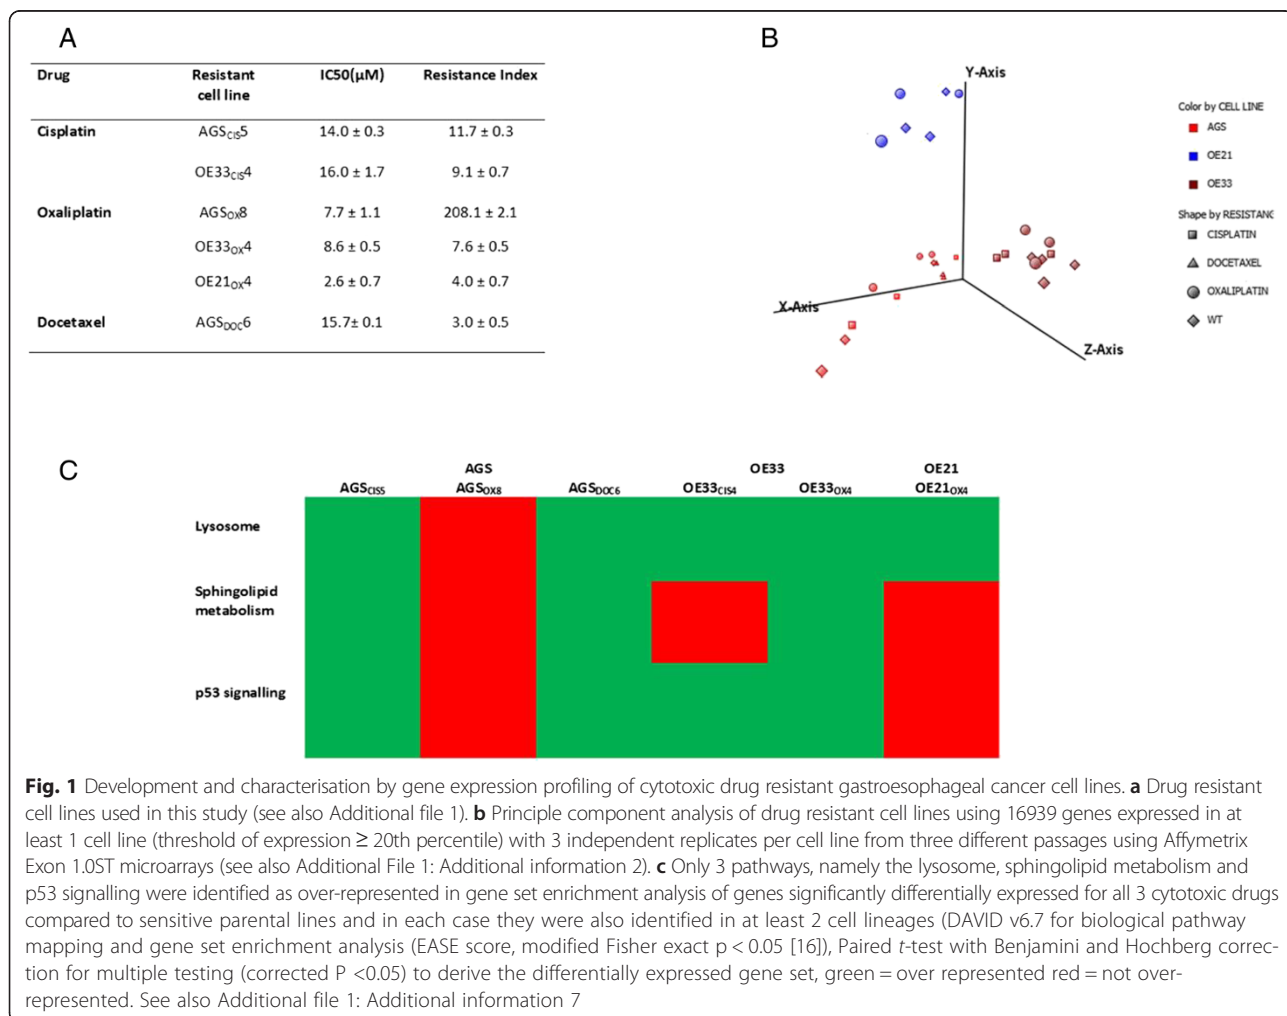 A
Drug Resistant cell line IC50(µM) Resistance Index
Cisplatin AGSCIS5 14.0 ± 0.3 11.7 ± 0.3
OE33CIS4 16.0 ± 1.7 9.1 ± 0.7
Oxaliplatin AGSOX8 7.7 ± 1.1 208.1 ± 2.1
OE33OX4 8.6 ± 0.5 7.6 ± 0.5
OE21OX4 2.6 ± 0.7 4.0 ± 0.7
Docetaxel AGSDOC6 15.7± 0.1 3.0 ± 0.5
B
Y-Axis
X-Axis
Z-Axis
Color by CELL LINE
AGS
OE21
OE33
Shape by RESISTANC
CISPLATIN
DOCETAXEL
OXALIPLATIN
WT
C
AGS OE33 OE21
AGSCIS5 AGSOX8 AGSDOC6 OE33CIS4 OE33OX4 OE21OX4
Lysosome
Sphingolipid
metabolism
p53 signalling
Fig. 1 Development and characterisation by gene expression profiling of cytotoxic drug resistant gastroesophageal cancer cell lines. a Drug resistant
cell lines used in this study (see also Additional file 1). b Principle component analysis of drug resistant cell lines using 16939 genes expressed in at
least 1 cell line (threshold of expression ≥ 20th percentile) with 3 independent replicates per cell line from three different passages using Affymetrix
Exon 1.0ST microarrays (see also Additional File 1: Additional information 2). c Only 3 pathways, namely the lysosome, sphingolipid metabolism and
p53 signalling were identified as over-represented in gene set enrichment analysis of genes significantly differentially expressed for all 3 cytotoxic drugs
compared to sensitive parental lines and in each case they were also identified in at least 2 cell lineages (DAVID v6.7 for biological pathway
mapping and gene set enrichment analysis (EASE score, modified Fisher exact p < 0.05 [16]), Paired t-test with Benjamini and Hochberg correc-
tion for multiple testing (corrected P <0.05) to derive the differentially expressed gene set, green = over represented red = not over-
represented. See also Additional file 1: Additional information 7